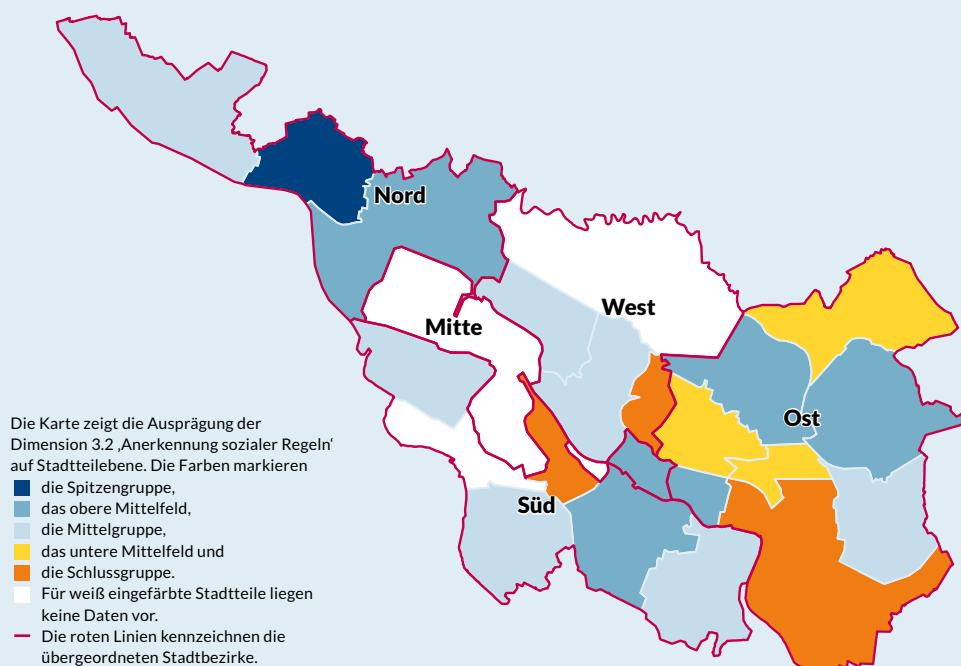 Nord
West
Mitte
Ost
Süd
Die Karte zeigt die Ausprägung der
Dimension 3.2 ‚Anerkennung sozialer Regeln‘
auf Stadtteilebene. Die Farben markieren
die Spitzengruppe,
das obere Mittelfeld,
die Mittelgruppe,
das untere Mittelfeld und
die Schlussgruppe.
Für weiß eingefärbte Stadtteile liegen
keine Daten vor.
Die roten Linien kennzeichnen die
übergeordneten Stadtbezirke.